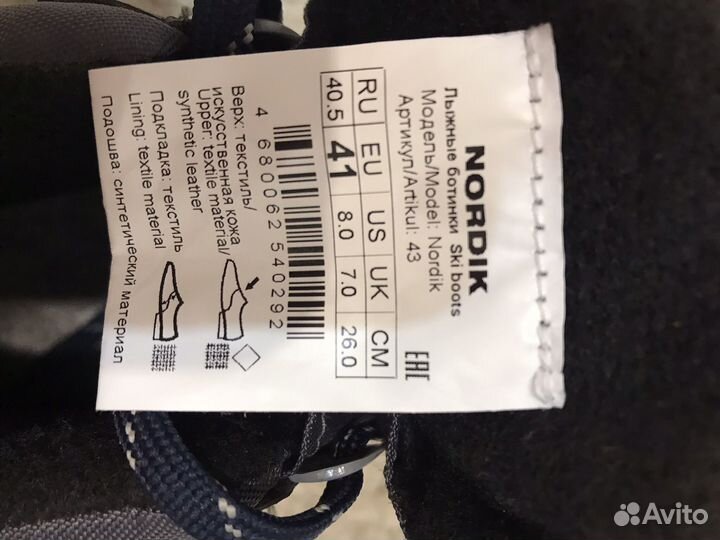 NORDIK
Лыжные ботинки Ski boots
Модель/Model: Nordik
Артикул/Artikul: 43
RU EU US UK CM
40.5 41 8.0 7.0 26.0
EAC
4 680062 540292
Верх: текстиль/
искусственная кожа
Upper: textile material/
synthetic leather
Подкладка: текстиль
Lining: textile material
Подошва: синтетический материал
Avito